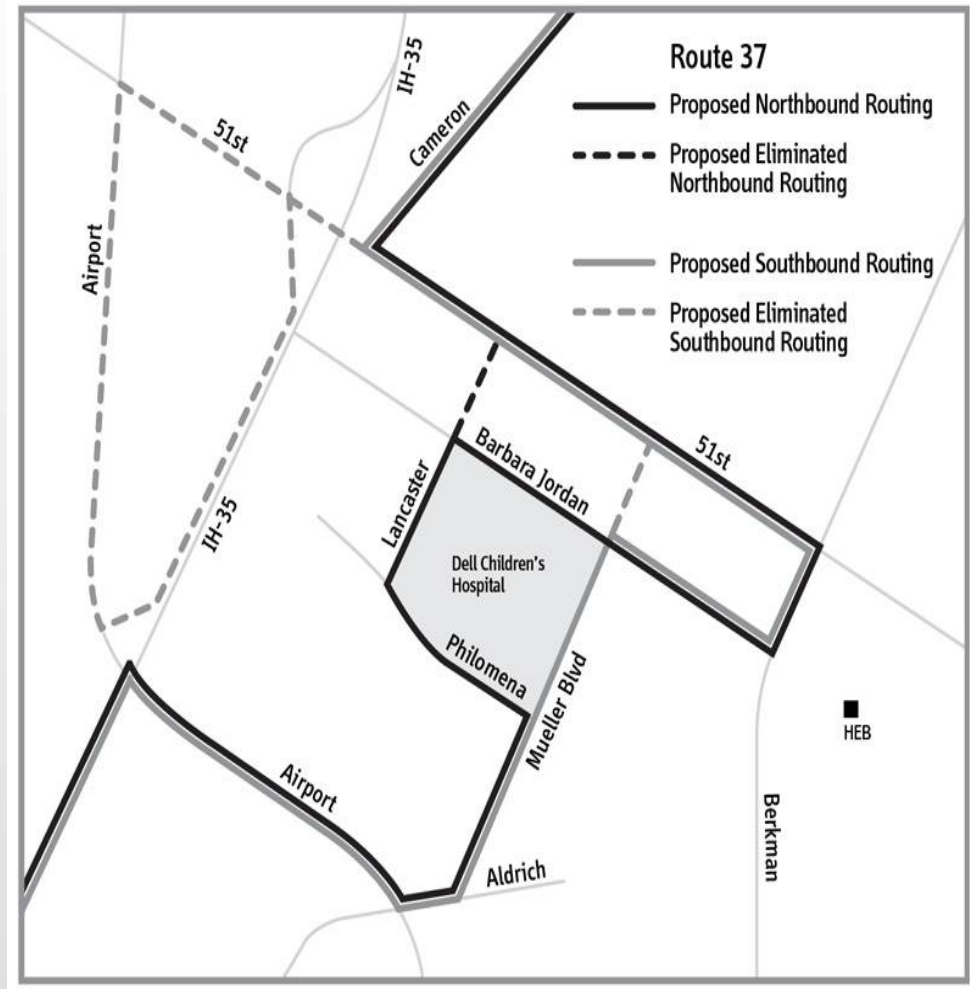 Route 37
Proposed Northbound Routing
Proposed Eliminated
Northbound Routing
Proposed Southbound Routing
Proposed Eliminated
Southbound Routing
IH-35
Cameron
51st
Airport
51st
Barbara Jordan
Lancaster
IH-35
Dell Children's
Hospital
Philomena
Mueller Blvd
HEB
Airport
Berkman
Aldrich